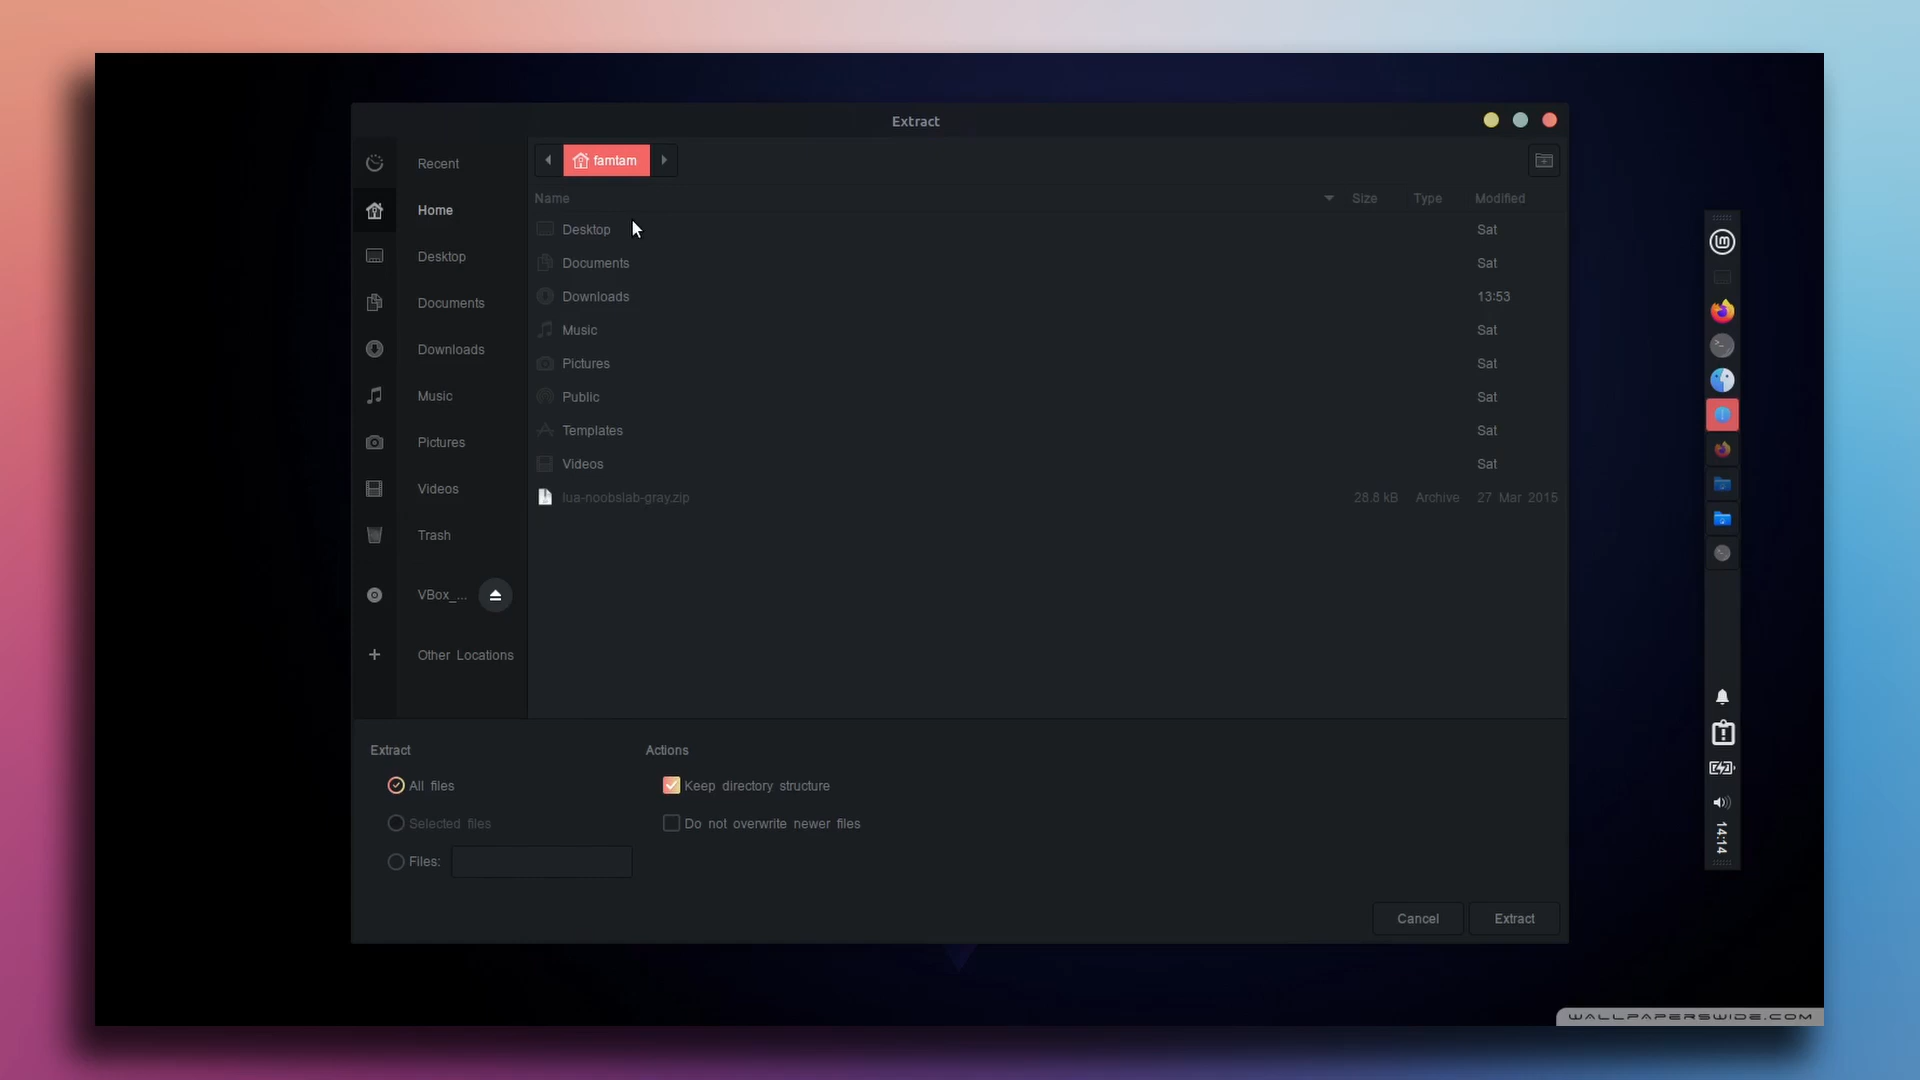 Extract
famtam
Recent
Home
Desktop
Documents
Downloads
Music
Pictures
Videos
Trash
VBox_...
Other Locations
Name Size Type Modified
Desktop Sat
Documents Sat
Downloads 13:53
Music Sat
Pictures Sat
Public Sat
Templates Sat
Videos Sat
lua-noobslab-gray.zip 28.8 kB Archive 27 Mar 2015
Extract
All files
Selected files
Files:
Actions
Keep directory structure
Do not overwrite newer files
Cancel Extract
14:14
WALLPAPERSWIDE.COM